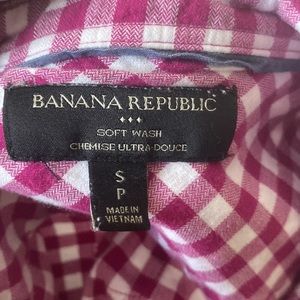 BANANA REPUBLIC
SOFT WASH
CHEMISE ULTRA-DOUCE
S
P
MADE IN
VIETNAM